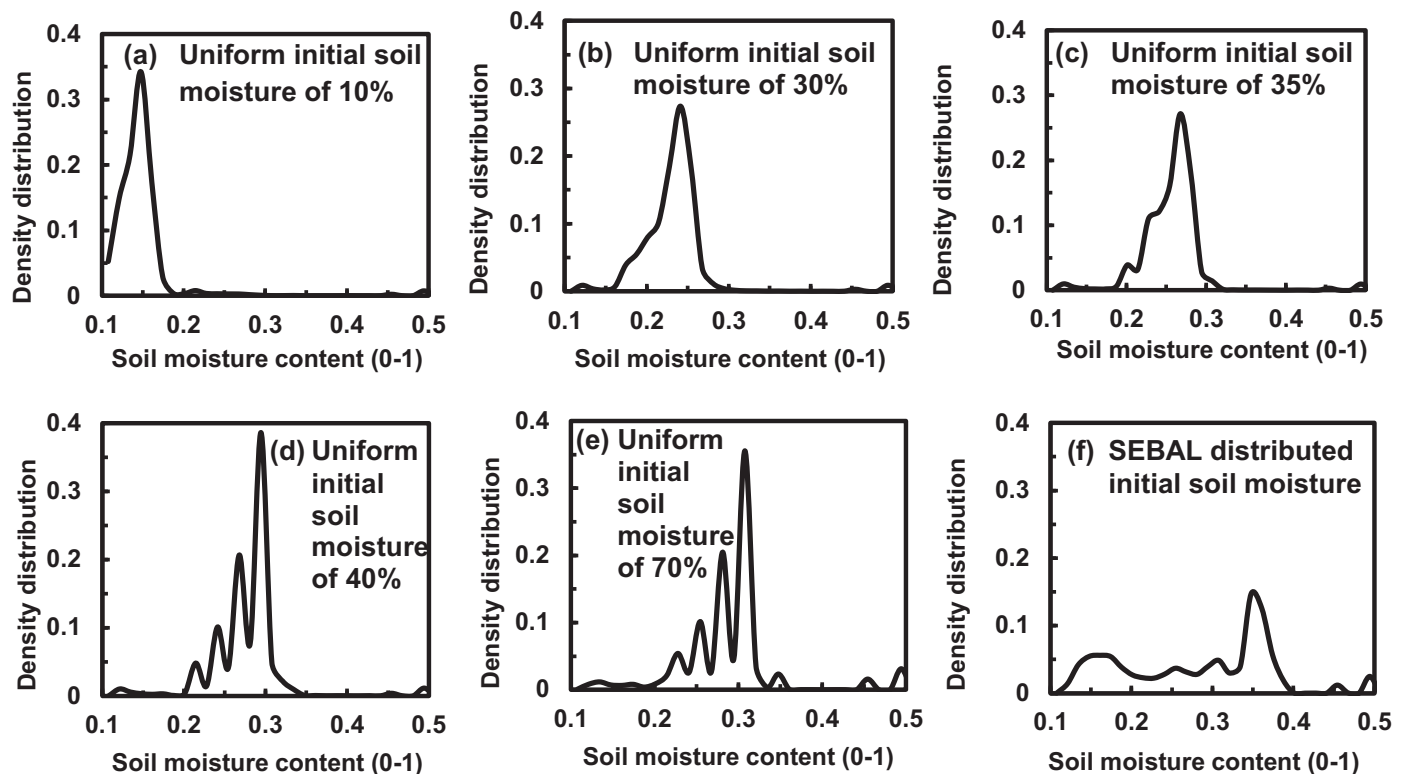 (a) Uniform initial soil
moisture of 10%
Density distribution
0.4
0.3
0.2
0.1
0
0.1 0.2 0.3 0.4 0.5
Soil moisture content (0-1)
(b) Uniform initial soil
moisture of 30%
Density distribution
0.4
0.3
0.2
0.1
0
0.1 0.2 0.3 0.4 0.5
Soil moisture content (0-1)
(c) Uniform initial soil
moisture of 35%
Density distribution
0.4
0.3
0.2
0.1
0
0.1 0.2 0.3 0.4 0.5
Soil moisture content (0-1)
(d) Uniform
initial
soil
moisture
of 40%
Density distribution
0.4
0.3
0.2
0.1
0
0.1 0.2 0.3 0.4 0.5
Soil moisture content (0-1)
(e) Uniform
initial
soil
moisture
of 70%
Density distribution
0.4
0.3
0.2
0.1
0
0.1 0.2 0.3 0.4 0.5
Soil moisture content (0-1)
(f) SEBAL distributed
initial soil moisture
Density distribution
0.4
0.3
0.2
0.1
0
0.1 0.2 0.3 0.4 0.5
Soil moisture content (0-1)